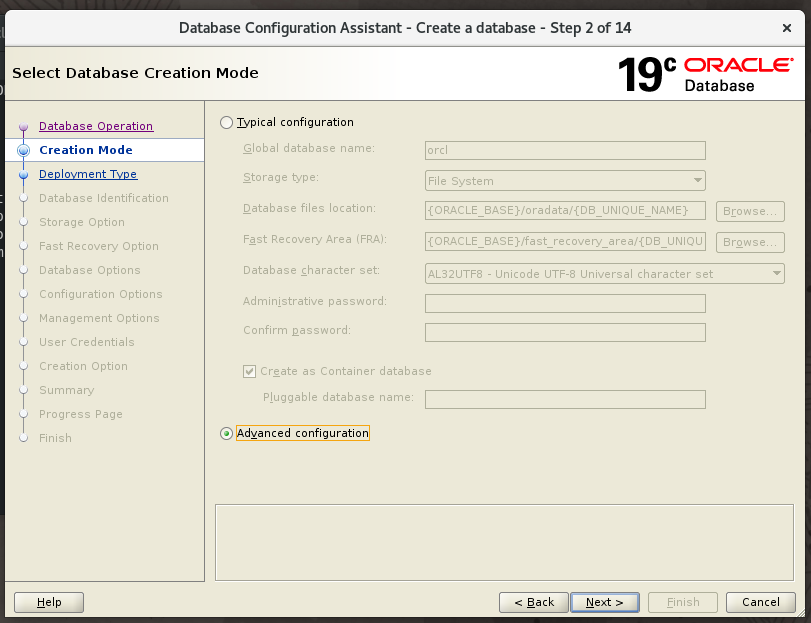 Database Configuration Assistant - Create a database - Step 2 of 14
Select Database Creation Mode
19c ORACLE
Database
Database Operation
Creation Mode
Deployment Type
Database Identification
Storage Option
Fast Recovery Option
Database Options
Configuration Options
Management Options
User Credentials
Creation Option
Summary
Progress Page
Finish
Typical configuration
Global database name: orcl
Storage type: File System
Database files location: {ORACLE_BASE}/oradata/{DB_UNIQUE_NAME} Browse...
Fast Recovery Area (FRA): {ORACLE_BASE}/fast_recovery_area/{DB_UNIQU Browse...
Database character set: AL32UTF8 - Unicode UTF-8 Universal character set
Administrative password:
Confirm password:
Create as Container database
Pluggable database name:
Advanced configuration
Help < Back Next > Finish Cancel